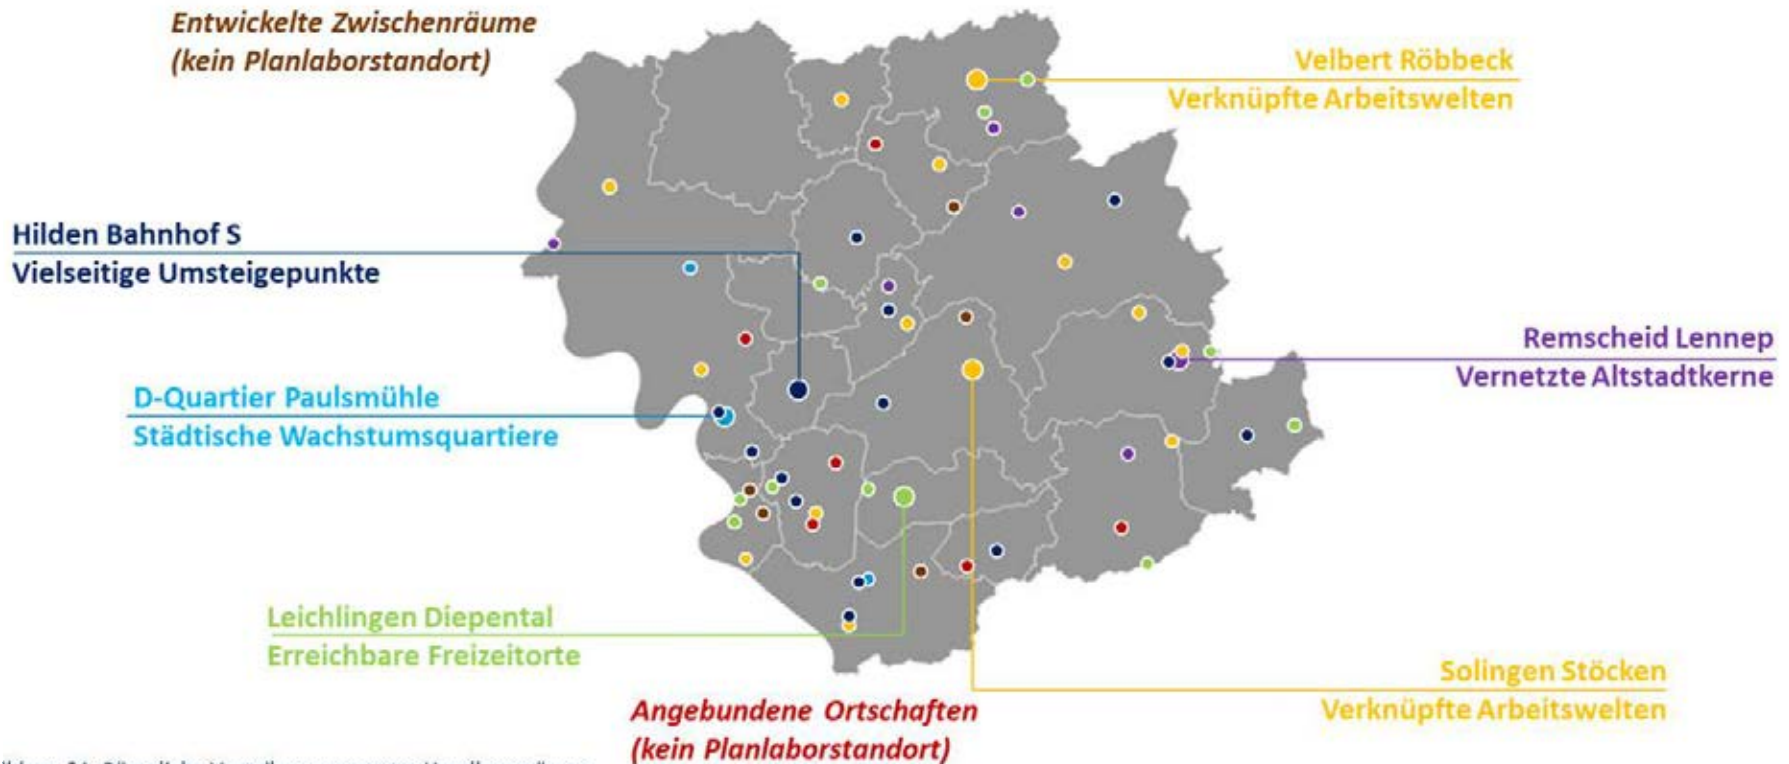 Entwickelte Zwischenräume
(kein Planlaborstandort)
Velbert Röbbeck
Verknüpfte Arbeitswelten
Hilden Bahnhof S
Vielseitige Umsteigepunkte
Remscheid Lennep
Vernetzte Altstadtkerne
D-Quartier Paulsmühle
Städtische Wachstumsquartiere
Leichlingen Diepental
Erreichbare Freizeitorte
Solingen Stöcken
Verknüpfte Arbeitswelten
Angebundene Ortschaften
(kein Planlaborstandort)